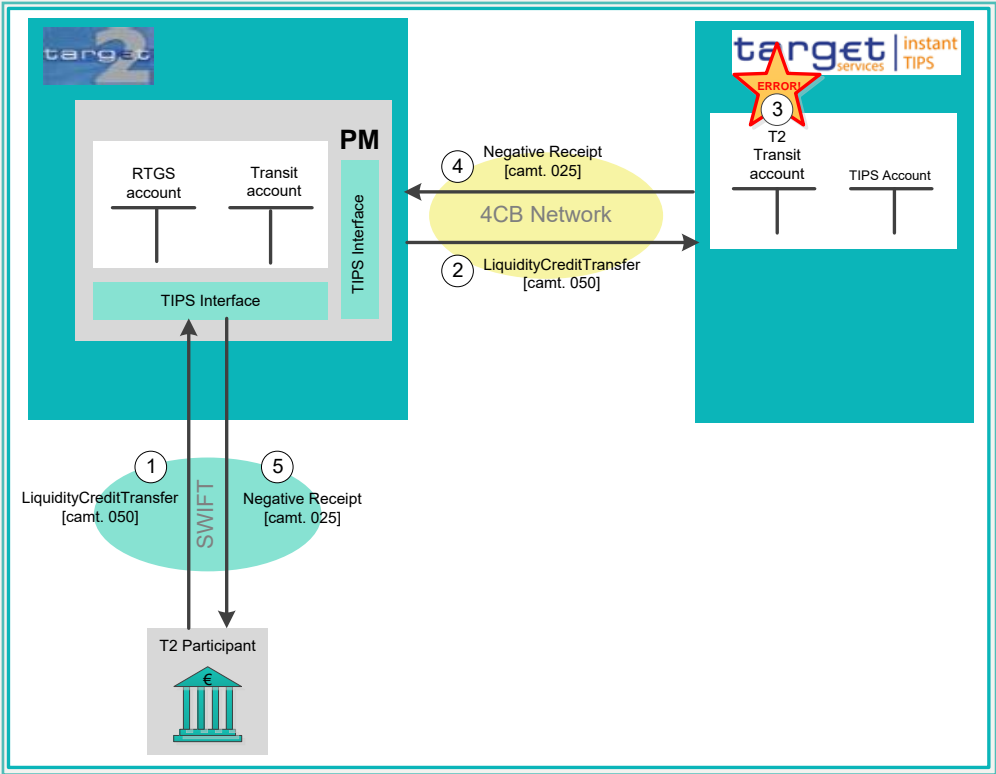 target
2
target
services
instant
TIPS
ERROR!
3
PM
RTGS
account
Transit
account
TIPS Interface
TIPS Interface
4
Negative Receipt
[camt. 025]
4CB Network
2
LiquidityCreditTransfer
[camt. 050]
T2
Transit
account
TIPS Account
1
LiquidityCreditTransfer
[camt. 050]
SWIFT
5
Negative Receipt
[camt. 025]
T2 Participant
€